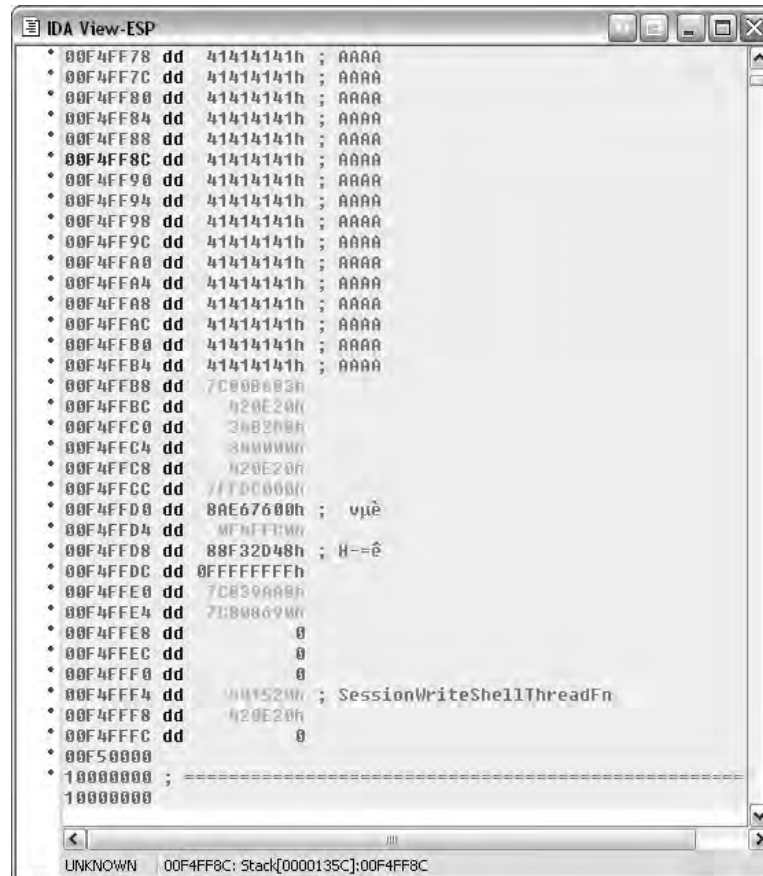 IDA View-ESP
00F4FF78 dd 41414141h ; AAAA
00F4FF7C dd 41414141h ; AAAA
00F4FF80 dd 41414141h ; AAAA
00F4FF84 dd 41414141h ; AAAA
00F4FF88 dd 41414141h ; AAAA
00F4FF8C dd 41414141h ; AAAA
00F4FF90 dd 41414141h ; AAAA
00F4FF94 dd 41414141h ; AAAA
00F4FF98 dd 41414141h ; AAAA
00F4FF9C dd 41414141h ; AAAA
00F4FFA0 dd 41414141h ; AAAA
00F4FFA4 dd 41414141h ; AAAA
00F4FFA8 dd 41414141h ; AAAA
00F4FFAC dd 41414141h ; AAAA
00F4FFB0 dd 41414141h ; AAAA
00F4FFB4 dd 41414141h ; AAAA
00F4FFB8 dd
00F4FFBC dd 420E20h
00F4FFC0 dd
00F4FFC4 dd
00F4FFC8 dd 420E20h
00F4FFCC dd 7FFDC000h
00F4FFD0 dd 8AE67600h ; vµè
00F4FFD4 dd
00F4FFD8 dd 88F32D48h ; H-=ê
00F4FFDC dd 0FFFFFFFFh
00F4FFE0 dd
00F4FFE4 dd
00F4FFE8 dd 0
00F4FFEC dd 0
00F4FFF0 dd 0
00F4FFF4 dd ; SessionWriteShellThreadFn
00F4FFF8 dd 420E20h
00F4FFFC dd 0
00F50000
10000000 ; ===============================================
10000000
UNKNOWN 00F4FF8C: Stack[0000135C]:00F4FF8C